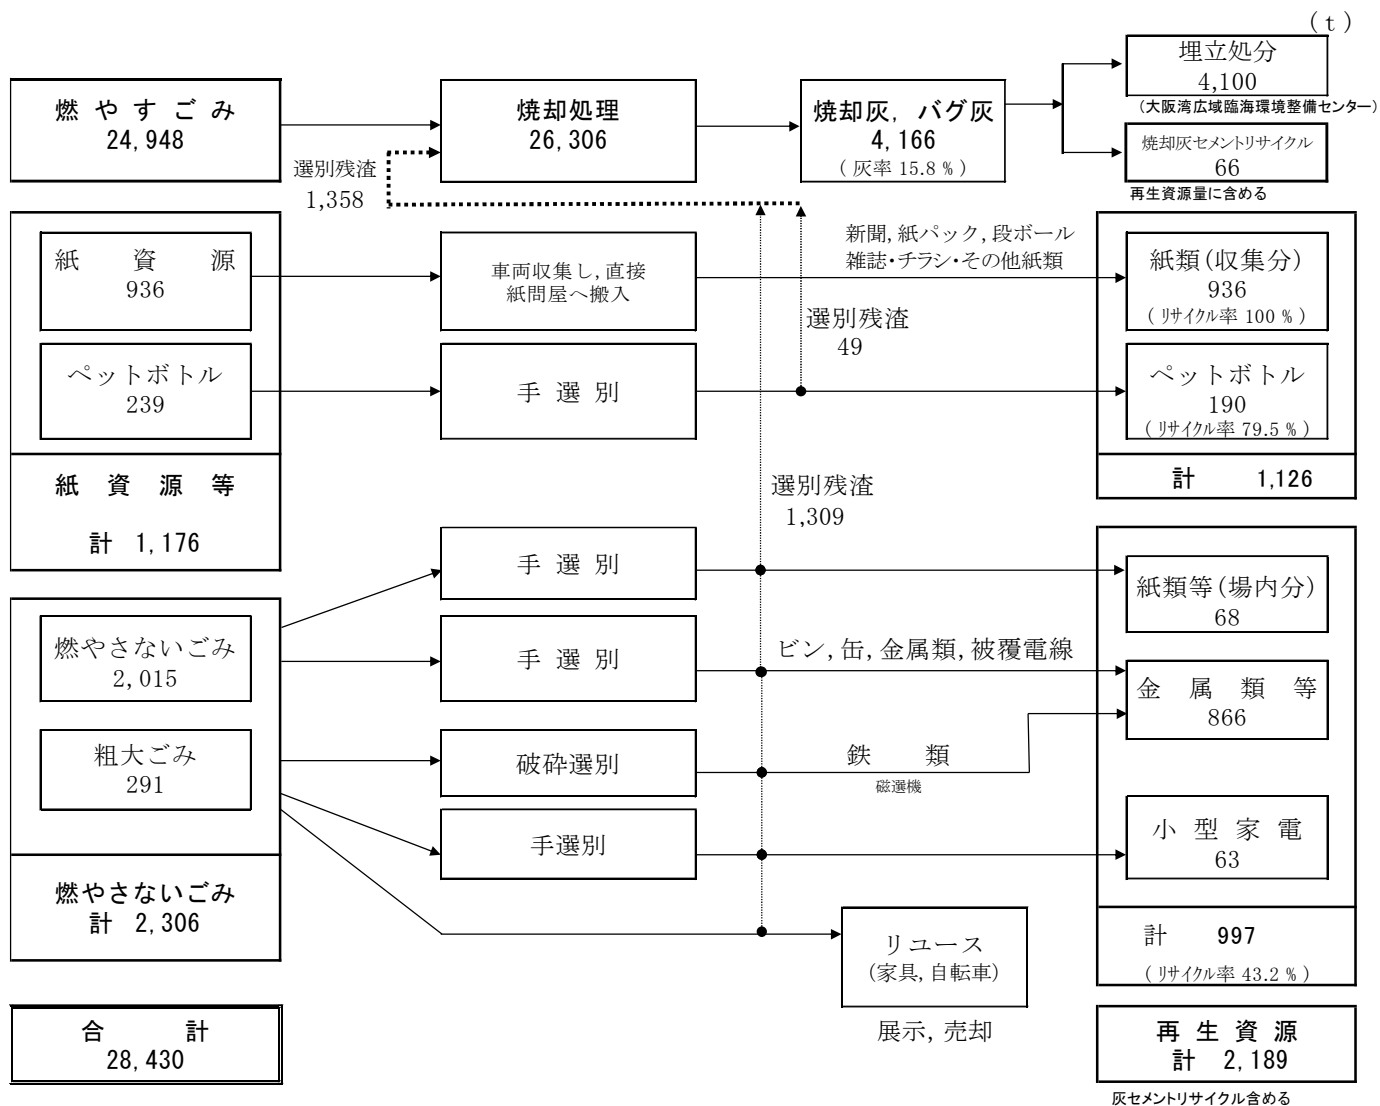 (t)
燃やすごみ
24,948
焼却処理
26,306
焼却灰，バグ灰
4,166
(灰率 15.8 %)
埋立処分
4,100
(大阪湾広域臨海環境整備センター)
焼却灰セメントリサイクル
66
再生資源量に含める
選別残渣
1,358
紙資源
936
車両収集し，直接
紙問屋へ搬入
新聞，紙パック，段ボール
雑誌・チラシ・その他紙類
紙類(収集分)
936
(リサイクル率 100 %)
選別残渣
49
ペットボトル
239
手選別
ペットボトル
190
(リサイクル率 79.5 %)
紙資源等
計 1,176
計 1,126
選別残渣
1,309
手選別
紙類等(場内分)
68
燃やさないごみ
2,015
手選別
ビン，缶，金属類，被覆電線
金属類等
866
粗大ごみ
291
破砕選別
鉄類
磁選機
手選別
小型家電
63
燃やさないごみ
計 2,306
リユース
(家具，自転車)
展示，売却
計 997
(リサイクル率 43.2 %)
合計
28,430
再生資源
計 2,189
灰セメントリサイクル含める